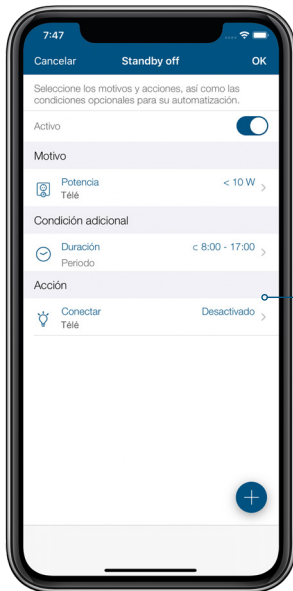 7:47
Cancelar Standby off OK
Seleccione los motivos y acciones, así como las
condiciones opcionales para su automatización.
Activo
Motivo
Potencia < 10 W
Télé
Condición adicional
Duración c 8:00 - 17:00
Periodo
Acción
Conectar Desactivado
Télé